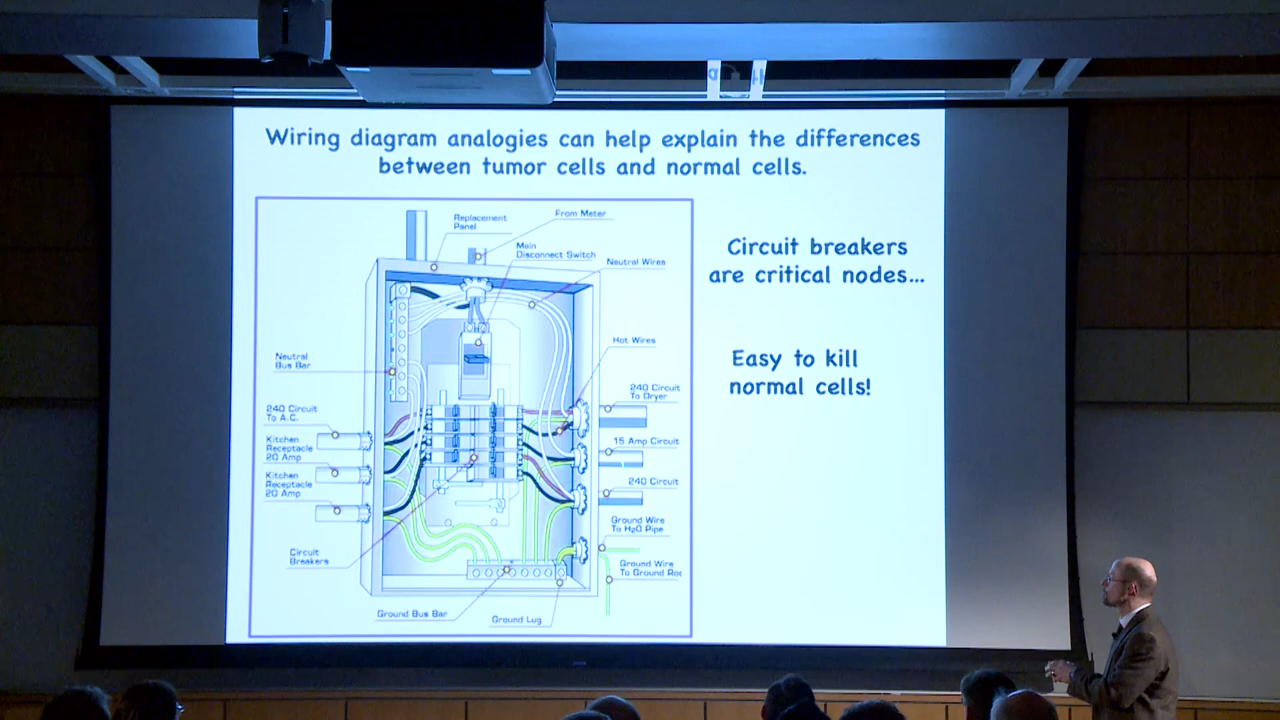 Wiring diagram analogies can help explain the differences
between tumor cells and normal cells.
Circuit breakers
are critical nodes...
Easy to kill
normal cells!
Replacement
Panel
From Meter
Main
Disconnect Switch
Neutral Wires
Neutral
Bus Bar
Hot Wires
240 Circuit
To Dryer
240 Circuit
To A.C.
Kitchen
Receptacle
20 Amp
15 Amp Circuit
Kitchen
Receptacle
20 Amp
240 Circuit
Ground Wire
To H2O Pipe
Circuit
Breakers
Ground Wire
To Ground Roc
Ground Bus Bar
Ground Lug